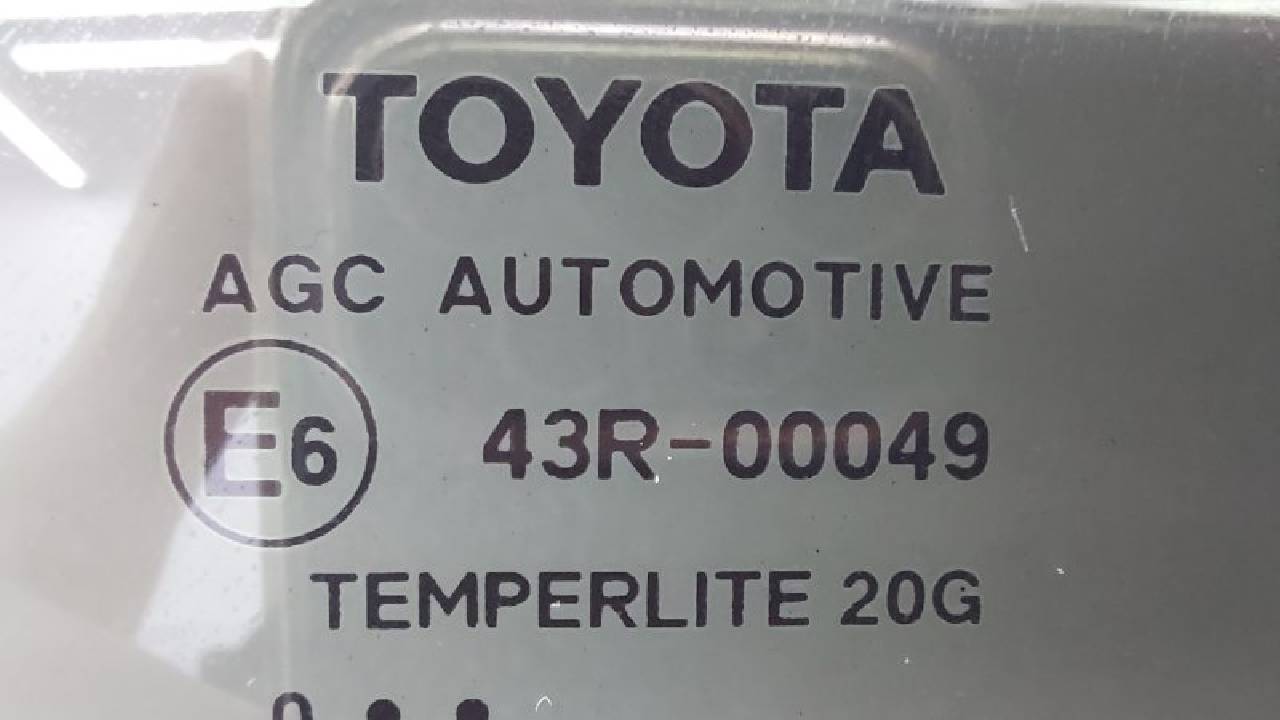 TOYOTA
AGC AUTOMOTIVE
E6 43R-00049
TEMPERLITE 20G